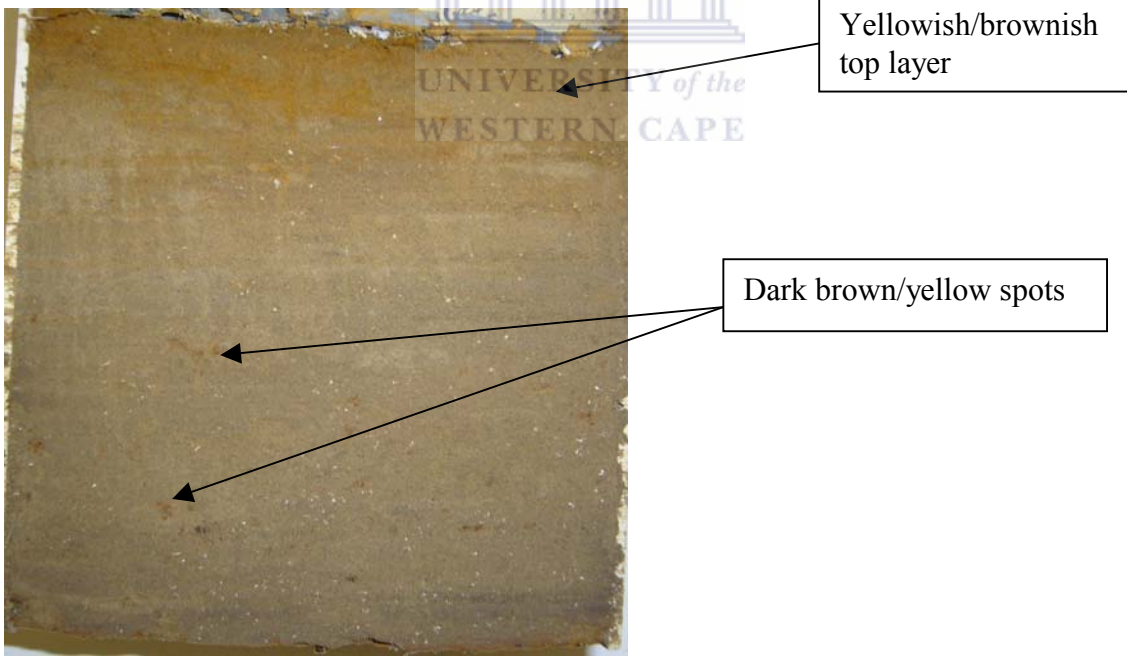 Yellowish/brownish
top layer
UNIVERSITY of the
WESTERN CAPE
Dark brown/yellow spots